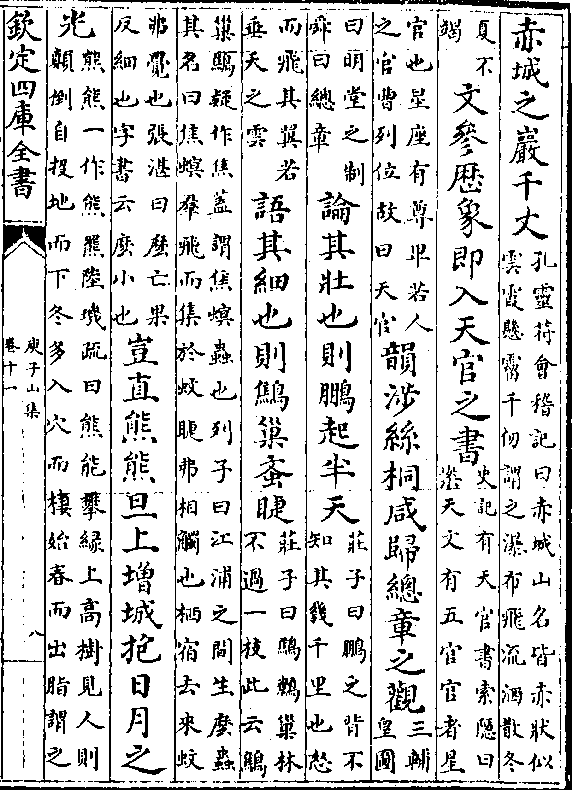 赤城之巖千丈孔靈符會稽記曰赤城山名皆赤狀似雲霞懸霤千仞謂之瀑布飛流洒散冬
夏不竭文參歴象即入天官之書史記有天官書索隱曰案天文有五官官者星
官也星座有尊卑若人之官曹列位故曰天官韻涉絲桐咸歸總章之觀三輔皇圖
曰明堂之制舜曰總章論其壯也則鵬起半天莊子曰鵬之背不知其幾千里也怒
而飛其翼若垂天之雲語其細也則鷦巢蚉睫莊子曰鷦鷯巢林不過一枝此云鷦
巢鷦疑作焦蓋謂焦螟蟲也列子曰江浦之間生麽蟲其名曰焦螟羣飛而集於蚊睫弗相觸也栖宿去來蚊
弗覺也張湛曰麽亡果反細也字書云麽小也豈直熊熊旦上增城抱日月之
光熊熊一作熊羆陸璣疏曰熊能攀緣上高樹見人則顛倒自投地而下冬多入穴而棲始春而出脂謂之
欽定四庫全書
庾子山集
卷十一
八